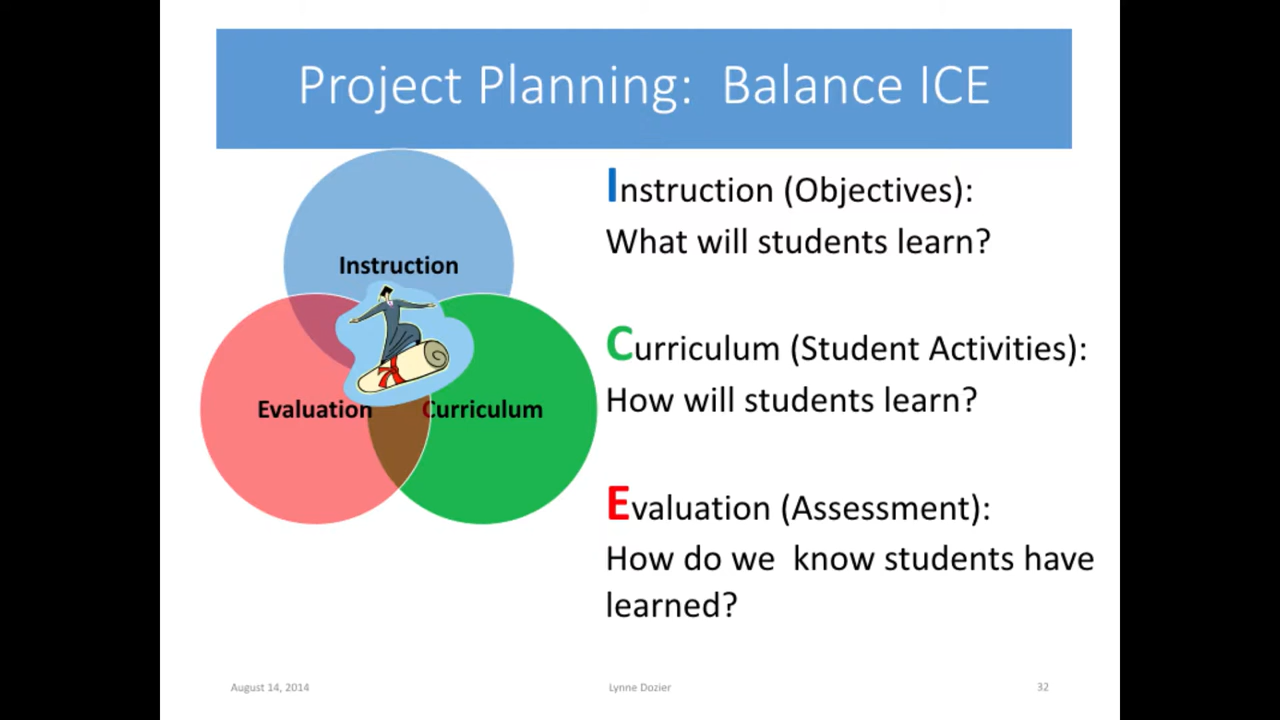 Project Planning:  Balance ICE
Instruction
Evaluation
Curriculum
Instruction (Objectives):
What will students learn?
Curriculum (Student Activities):
How will students learn?
Evaluation (Assessment):
How do we  know students have
learned?
August 14, 2014
Lynne Dozier
32